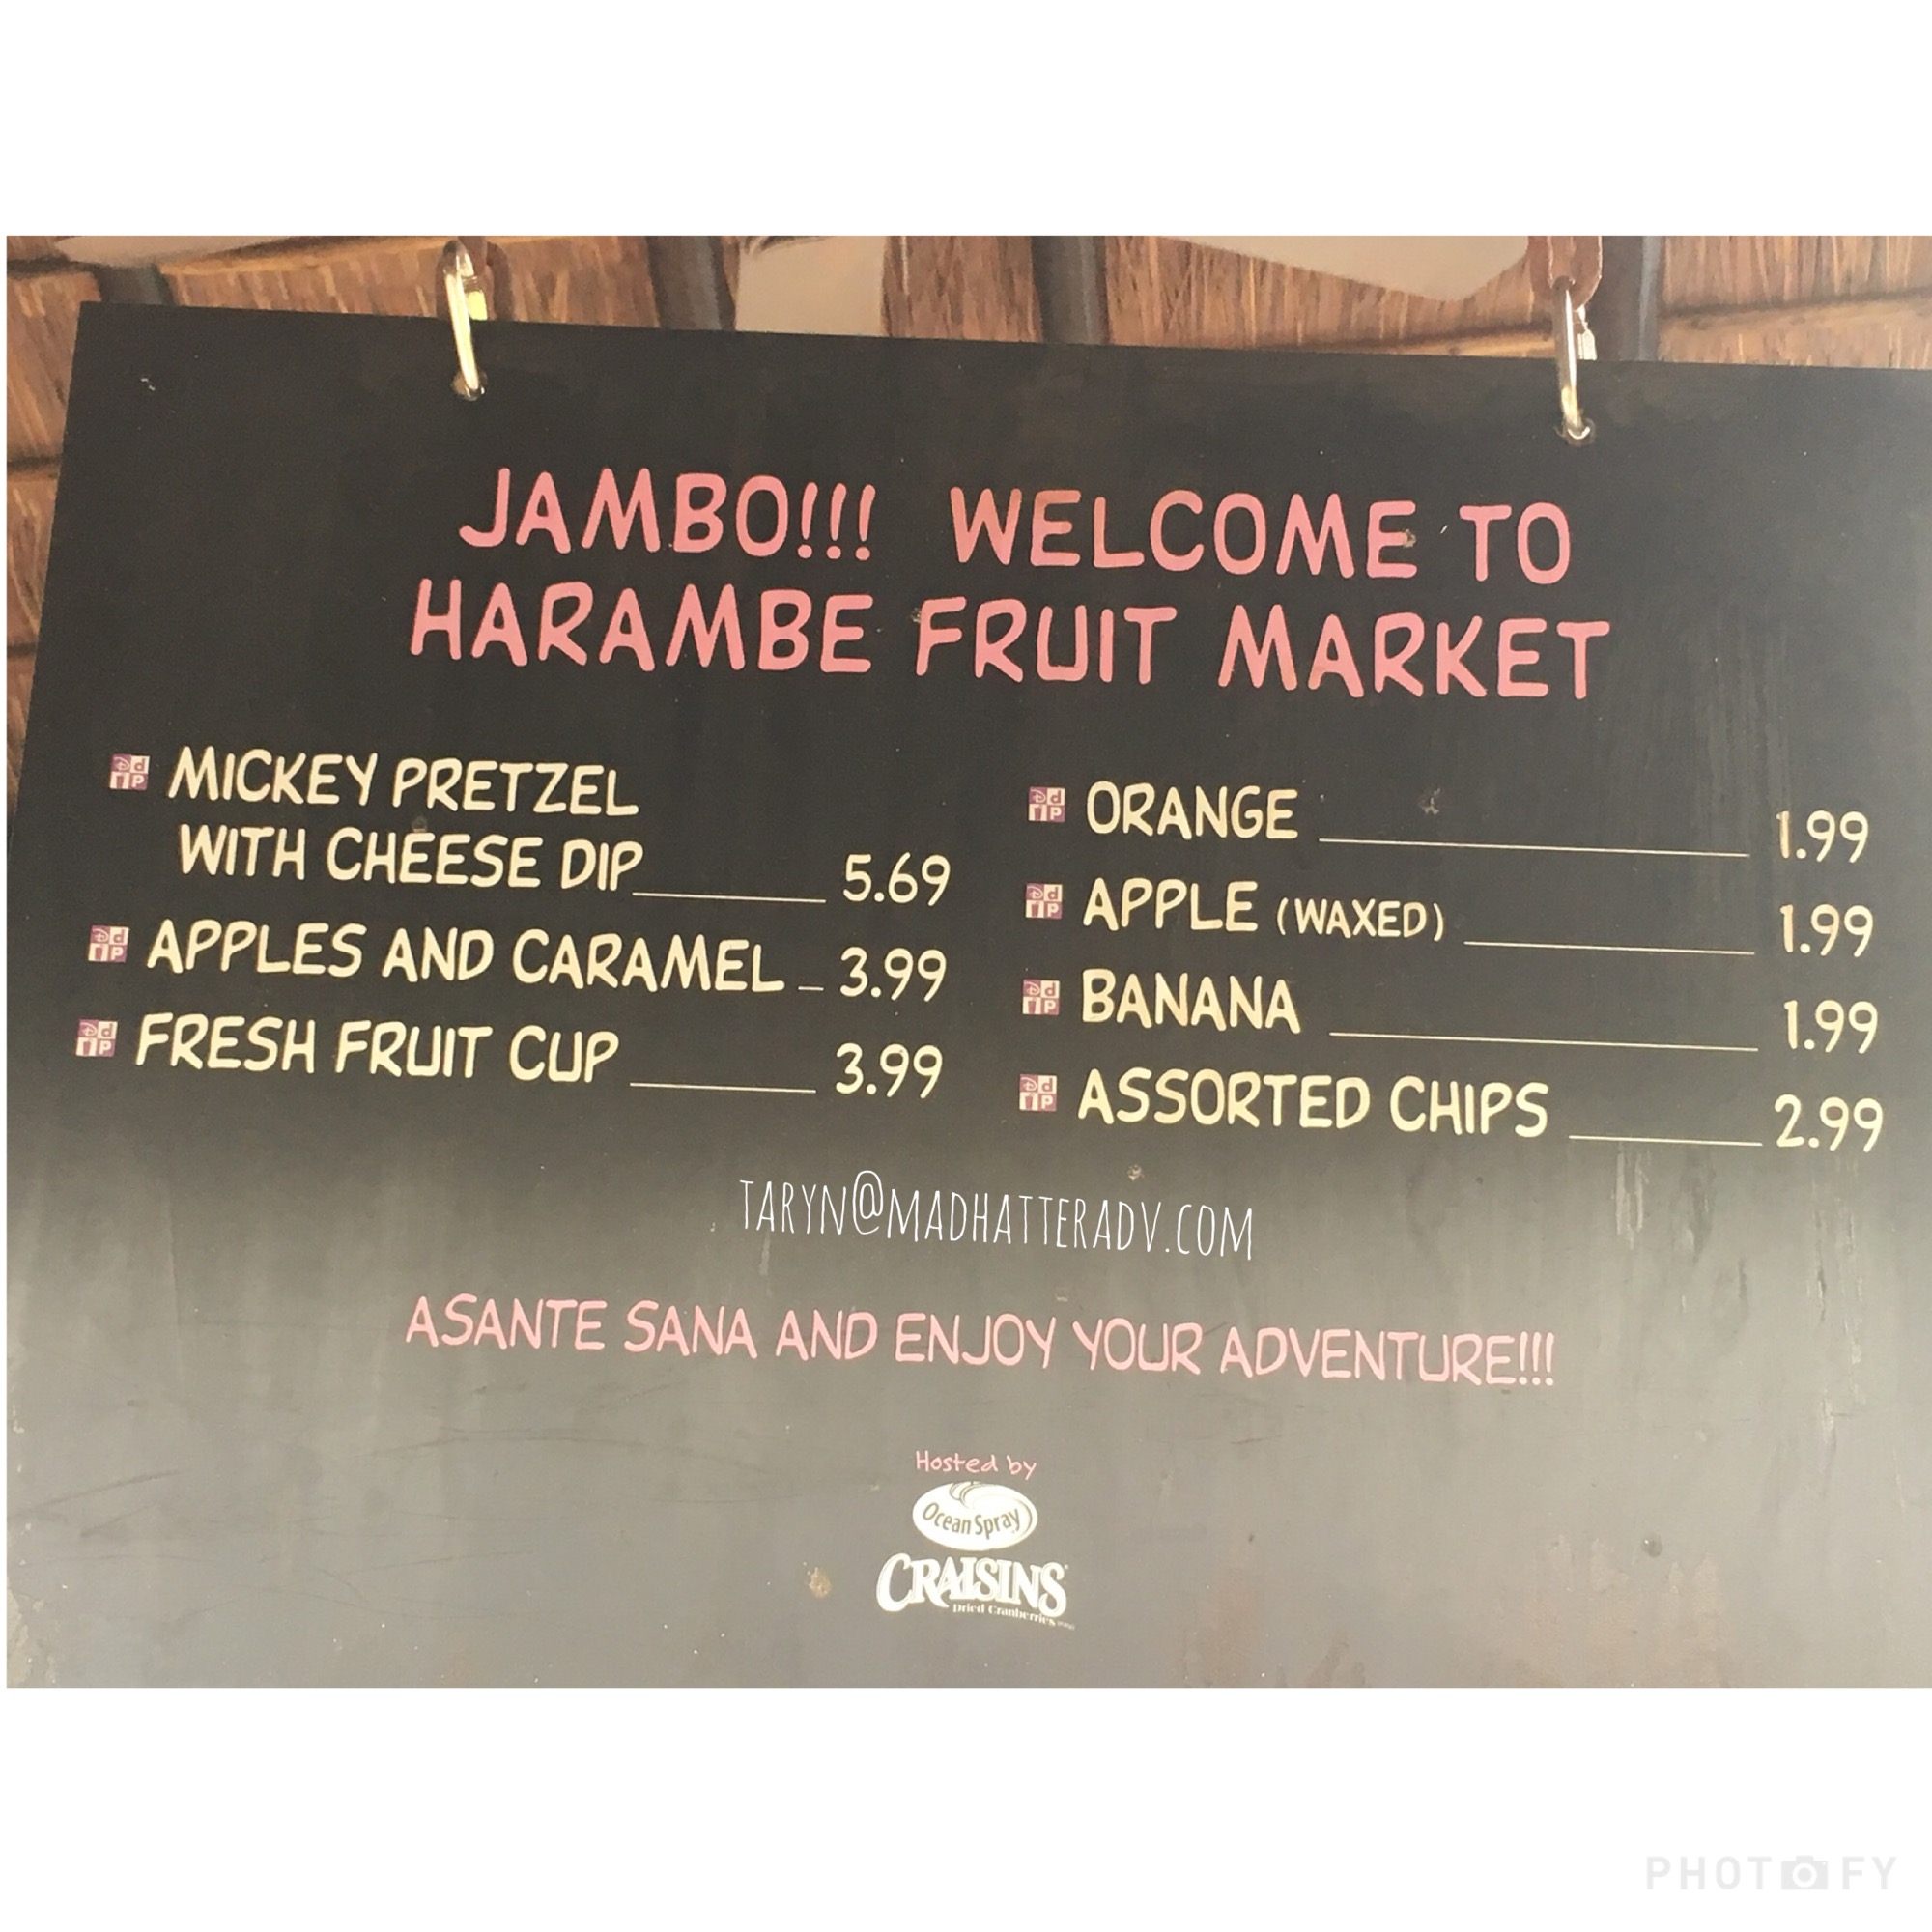 JAMBO!!! WELCOME TO
HARAMBE FRUIT MARKET
MICKEY PRETZEL
WITH CHEESE DIP 5.69
APPLES AND CARAMEL 3.99
FRESH FRUIT CUP 3.99
ORANGE 1.99
APPLE (WAXED) 1.99
BANANA 1.99
ASSORTED CHIPS 2.99
TARYN@MADHATTERADV.COM
ASANTE SANA AND ENJOY YOUR ADVENTURE!!!
Hosted by
Ocean Spray
CRAISINS
Dried Cranberries
PHOTOFY